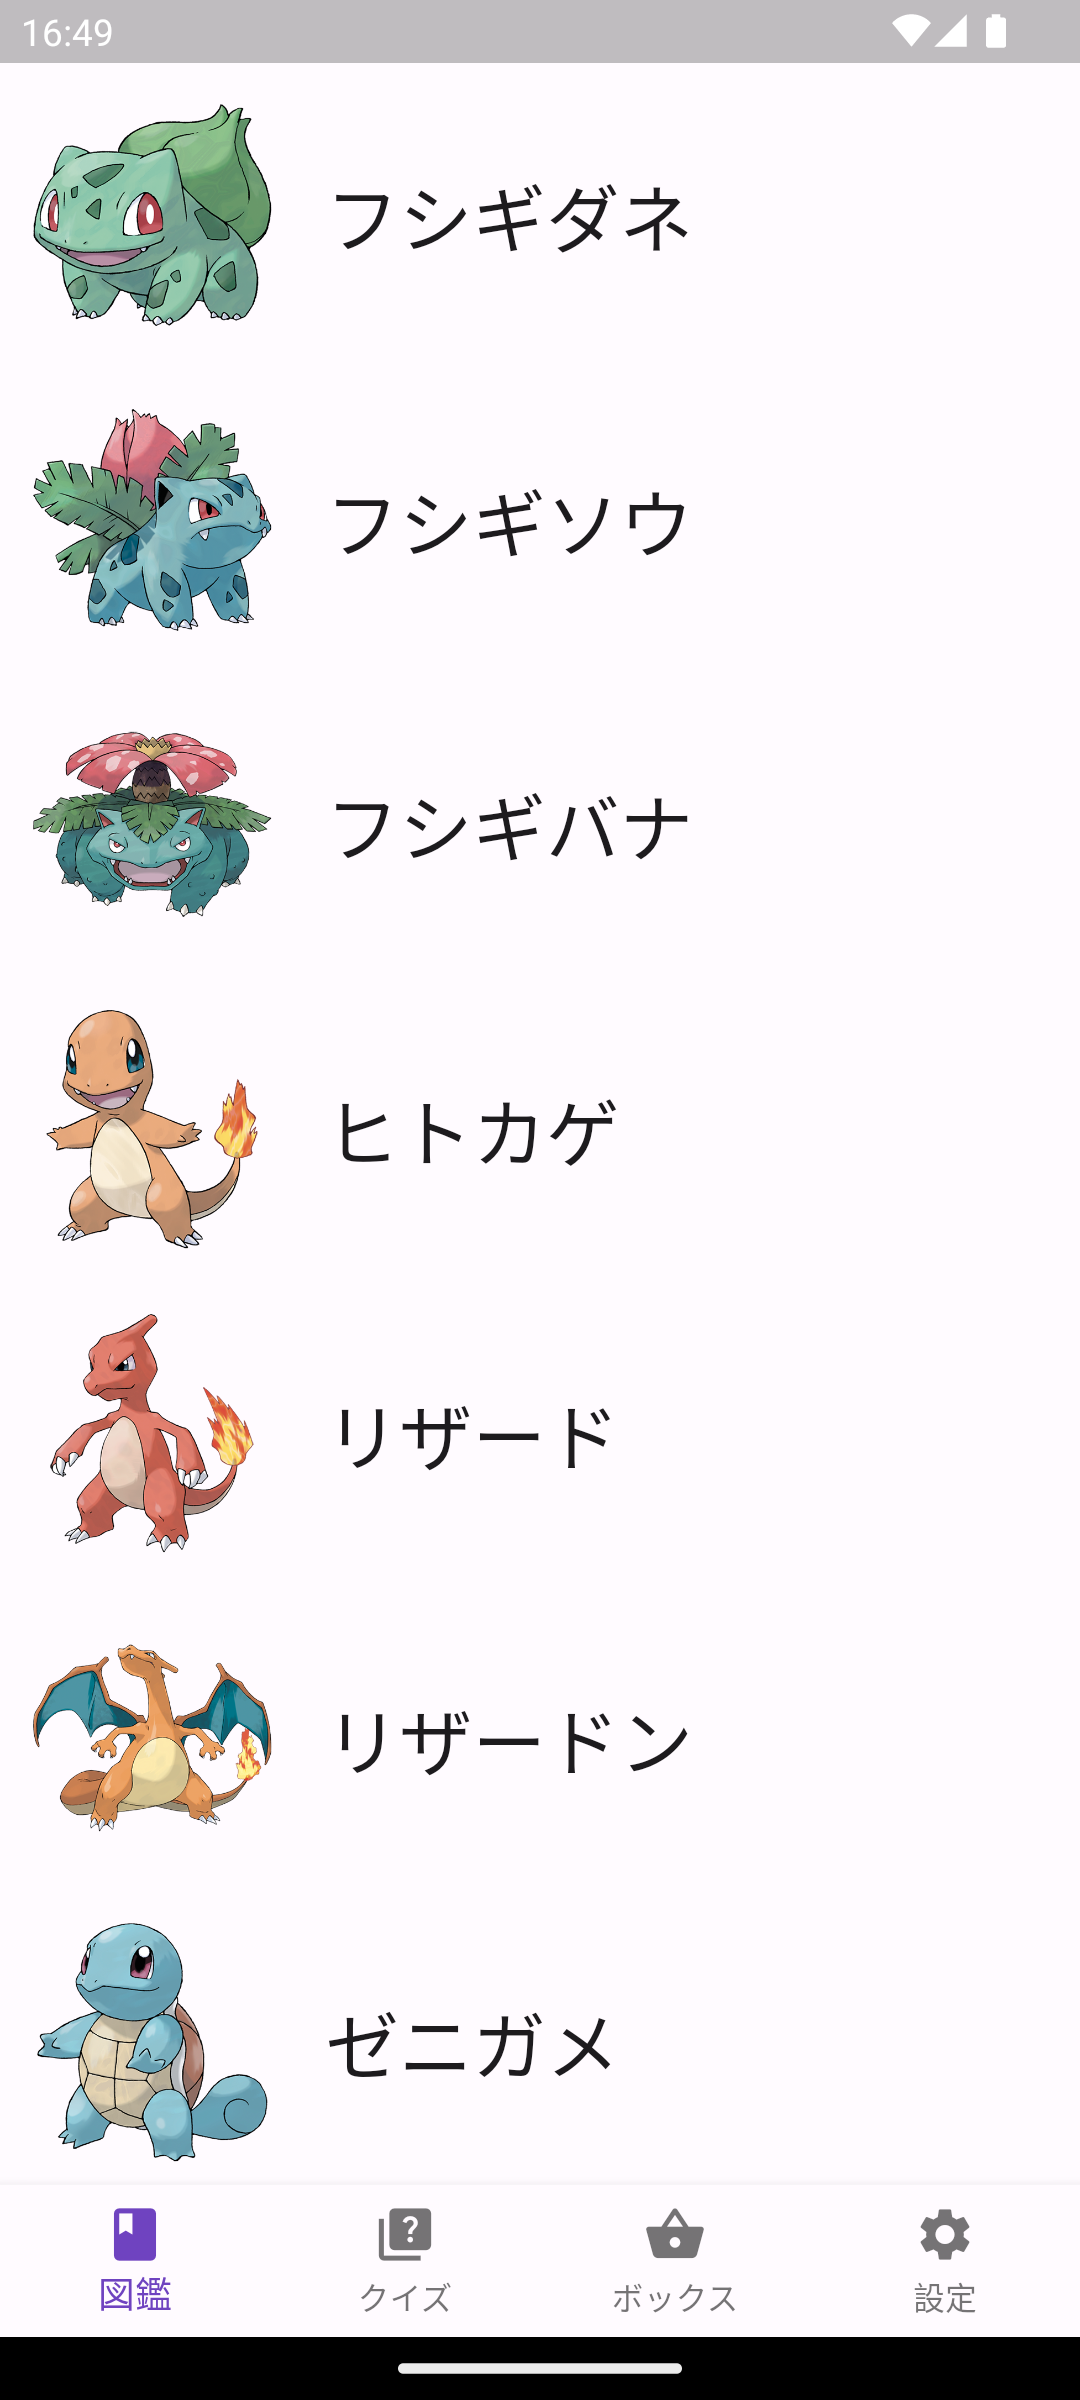 16:49
フシギダネ
フシギソウ
フシギバナ
ヒトカゲ
リザード
リザードン
ゼニガメ
図鑑
クイズ
ボックス
設定